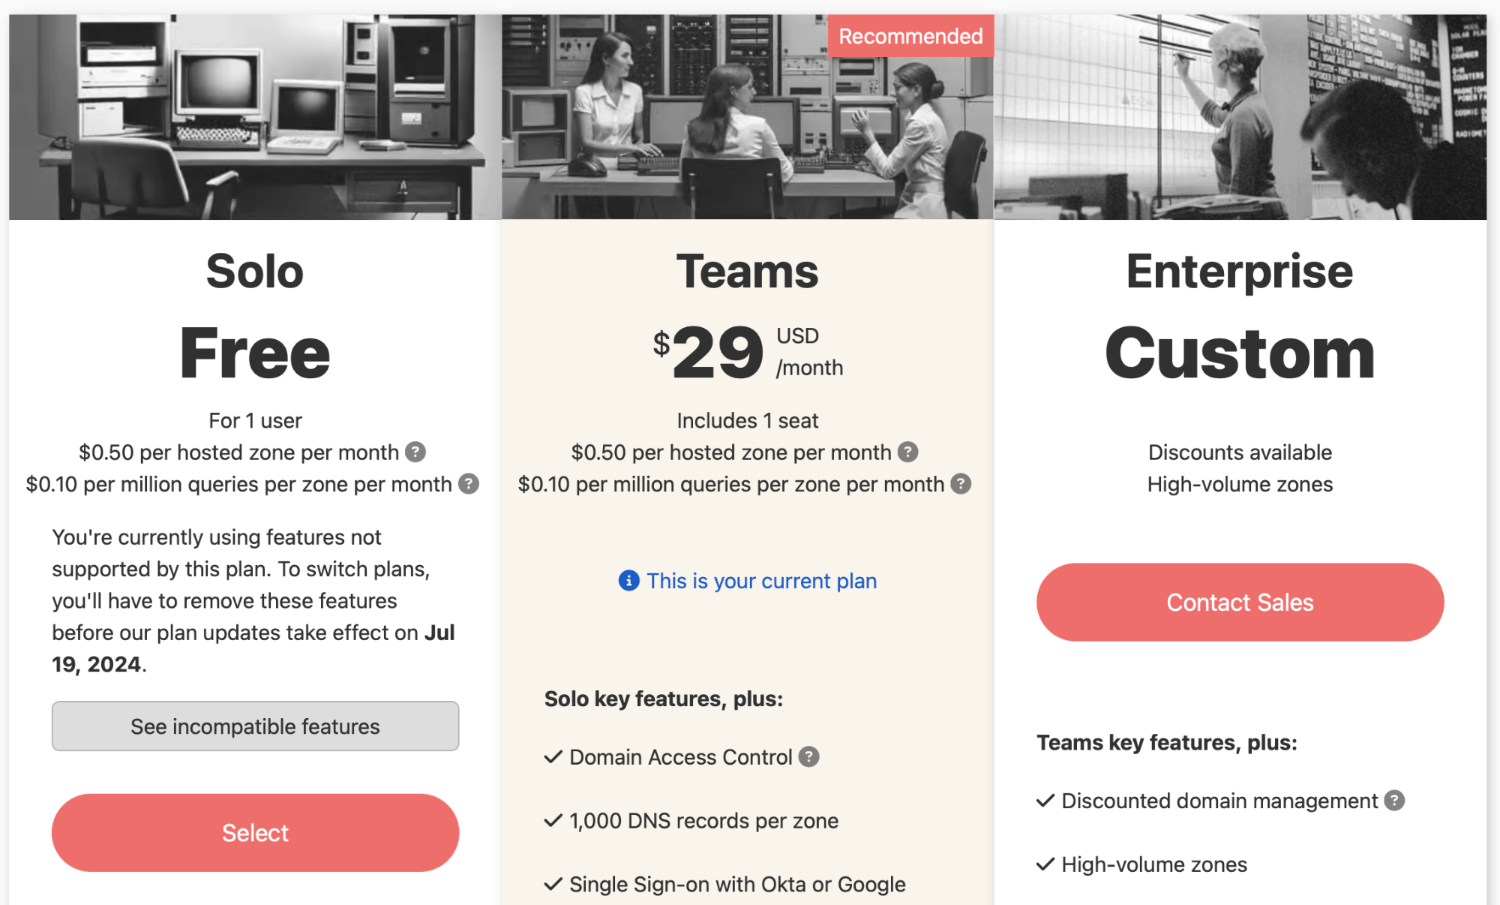 Recommended
Solo
Free
For 1 user
$0.50 per hosted zone per month ?
$0.10 per million queries per zone per month ?
You're currently using features not
supported by this plan. To switch plans,
you'll have to remove these features
before our plan updates take effect on Jul
19, 2024.
See incompatible features
Select
Teams
$29 USD
/month
Includes 1 seat
$0.50 per hosted zone per month ?
$0.10 per million queries per zone per month ?
This is your current plan
Solo key features, plus:
Domain Access Control ?
1,000 DNS records per zone
Single Sign-on with Okta or Google
Enterprise
Custom
Discounts available
High-volume zones
Contact Sales
Teams key features, plus:
Discounted domain management ?
High-volume zones